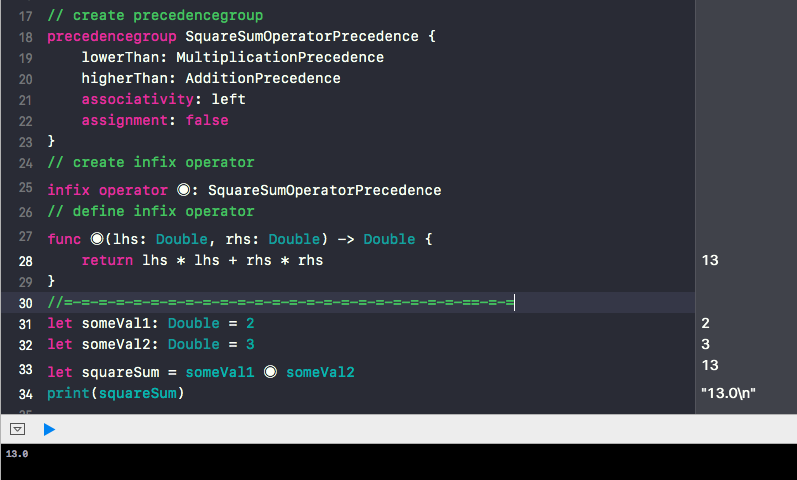 17 // create precedencegroup
18 precedencegroup SquareSumOperatorPrecedence {
19 lowerThan: MultiplicationPrecedence
20 higherThan: AdditionPrecedence
21 associativity: left
22 assignment: false
23 }
24 // create infix operator
25 infix operator ◉: SquareSumOperatorPrecedence
26 // define infix operator
27 func ◉(lhs: Double, rhs: Double) -> Double {
28 return lhs * lhs + rhs * rhs 13
29 }
30 //=-=-=-=-=-=-=-=-=-=-=-=-=-=-=-=-=-=-=-=-=-=-==-=-=
31 let someVal1: Double = 2 2
32 let someVal2: Double = 3 3
33 let squareSum = someVal1 ◉ someVal2 13
34 print(squareSum) "13.0\n"
35
13.0